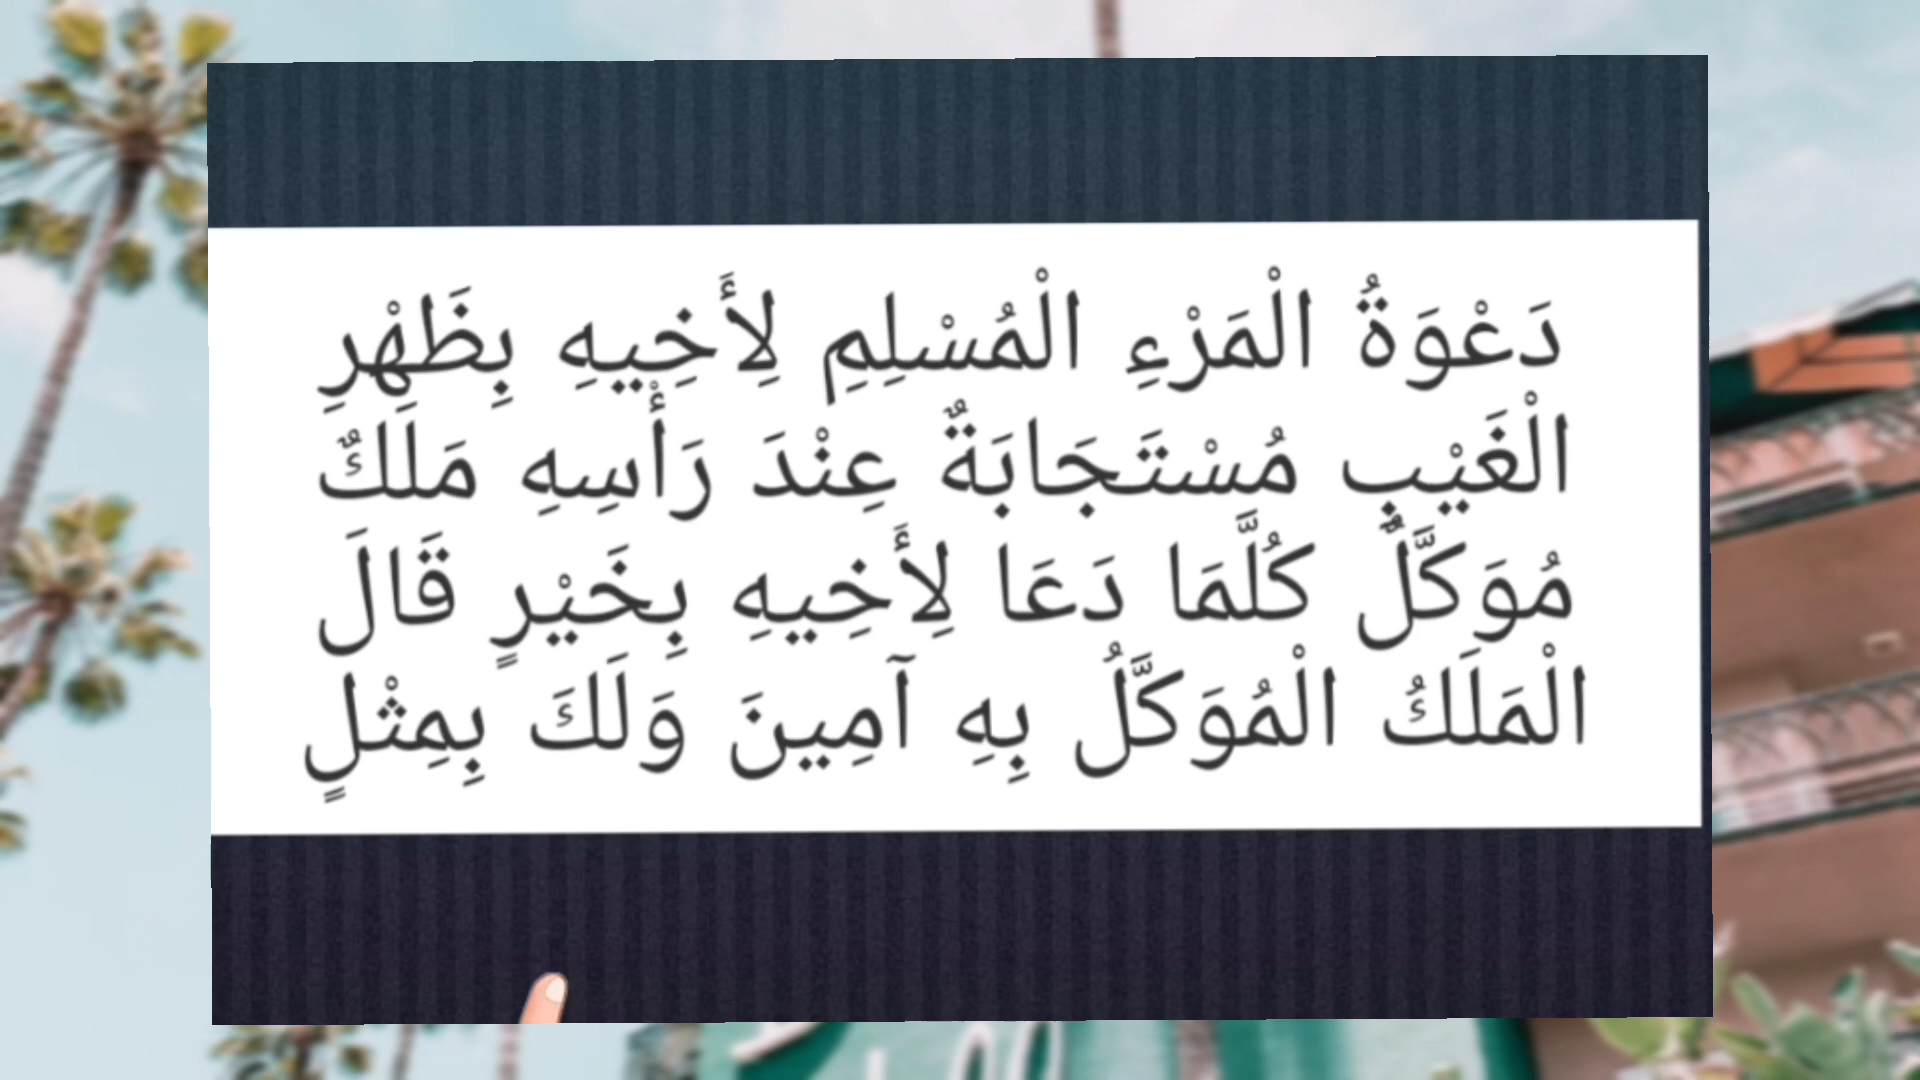 دَعْوَةُ الْمَرْءِ الْمُسْلِمِ لِأَخِيهِ بِظَهْرِ
الْغَيْبِ مُسْتَجَابَةٌ عِنْدَ رَأْسِهِ مَلَكٌ
مُوَكَّلٌ كُلَّمَا دَعَا لِأَخِيهِ بِخَيْرٍ قَالَ
الْمَلَكُ الْمُوَكَّلُ بِهِ آمِينَ وَلَكَ بِمِثْلٍ